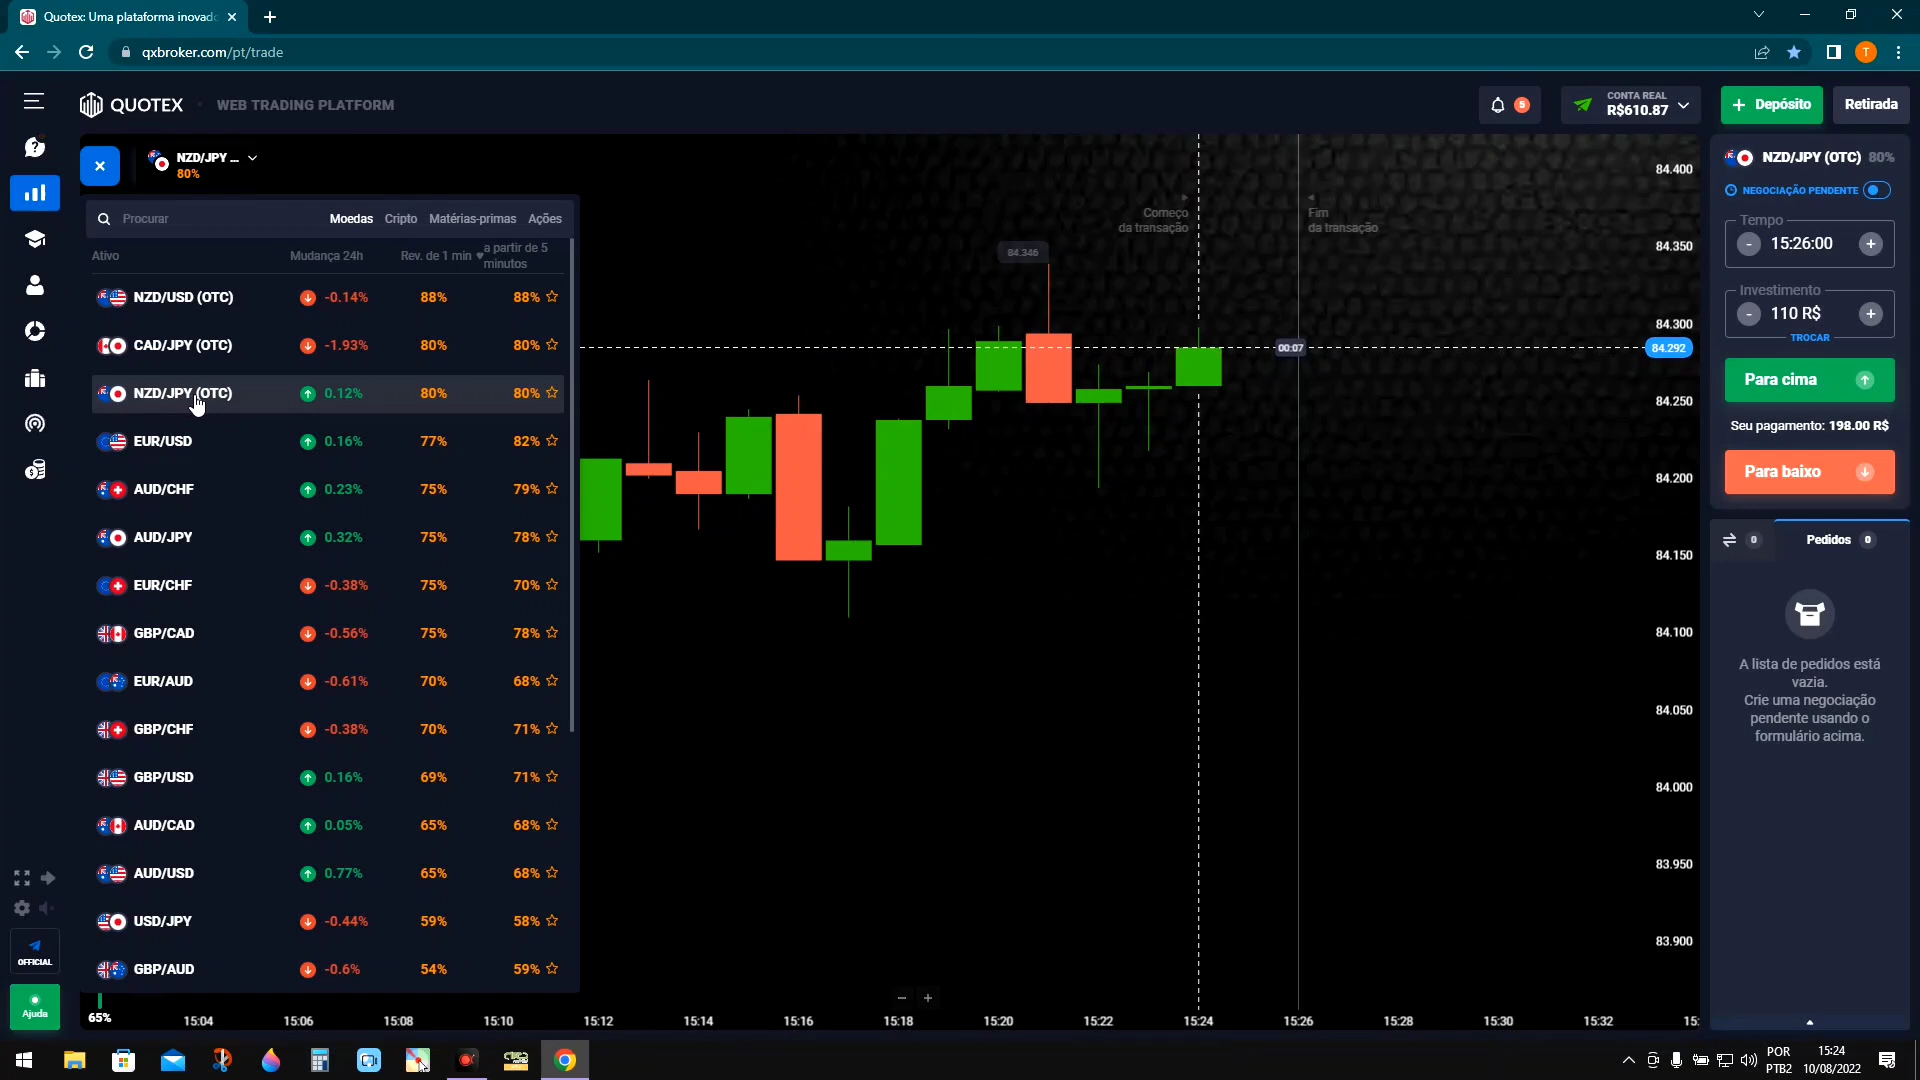 Quotex: Uma plataforma inovado
qxbroker.com/pt/trade
T
QUOTEX
WEB TRADING PLATFORM
5
CONTA REAL
R$610.87
+ Depósito
Retirada
NZD/JPY ...
80%
Procurar
Moedas
Cripto
Matérias-primas
Ações
Ativo
Mudança 24h
Rev. de 1 min
a partir de 5
minutos
NZD/USD (OTC) -0.14% 88% 88%
CAD/JPY (OTC) -1.93% 80% 80%
NZD/JPY (OTC) 0.12% 80% 80%
EUR/USD 0.16% 77% 82%
AUD/CHF 0.23% 75% 79%
AUD/JPY 0.32% 75% 78%
EUR/CHF -0.38% 75% 70%
GBP/CAD -0.56% 75% 78%
EUR/AUD -0.61% 70% 68%
GBP/CHF -0.38% 70% 71%
GBP/USD 0.16% 69% 71%
AUD/CAD 0.05% 65% 68%
AUD/USD 0.77% 65% 68%
USD/JPY -0.44% 59% 58%
GBP/AUD -0.6% 54% 59%
OFFICIAL
Ajuda
65%
Começo
da transação
Fim
da transação
84.346
00:07
84.400
84.350
84.300
84.292
84.250
84.200
84.150
84.100
84.050
84.000
83.950
83.900
15:04 15:06 15:08 15:10 15:12 15:14 15:16 15:18 15:20 15:22 15:24 15:26 15:28 15:30 15:32 15:
NZD/JPY (OTC) 80%
NEGOCIAÇÃO PENDENTE
Tempo
- 15:26:00 +
Investimento
- 110 R$ +
TROCAR
Para cima
Seu pagamento: 198.00 R$
Para baixo
0
Pedidos 0
A lista de pedidos está
vazia.
Crie uma negociação
pendente usando o
formulário acima.
POR
PTB2
15:24
10/08/2022